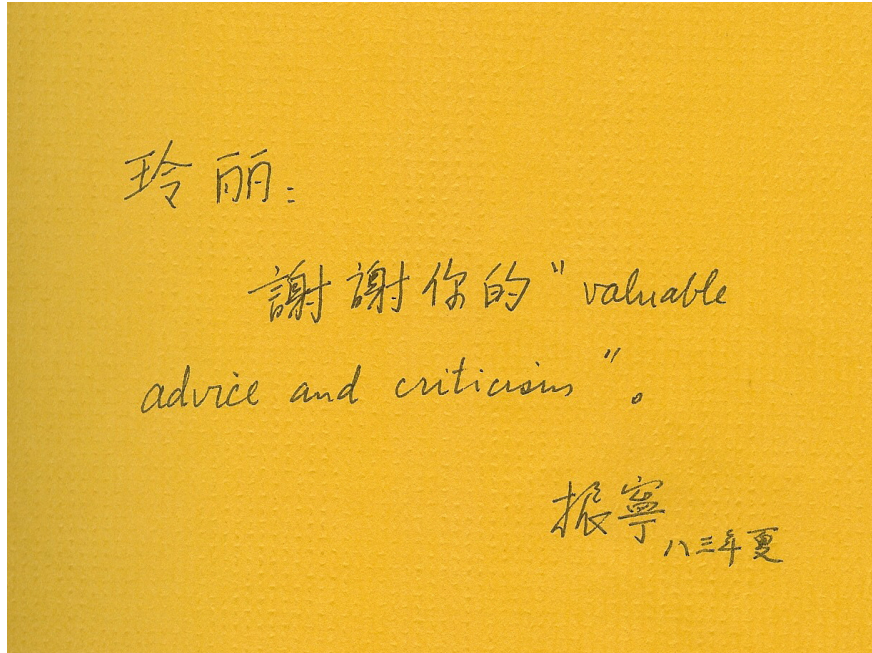 玲丽：
謝謝你的"valuable
advice and criticism"。
振寧 八三年夏